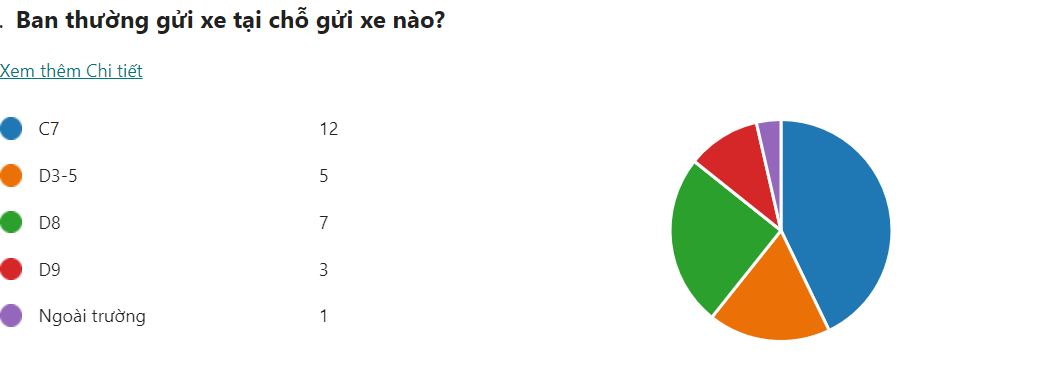 . Ban thường gửi xe tại chỗ gửi xe nào?
Xem thêm Chi tiết
C7 12
D3-5 5
D8 7
D9 3
Ngoài trường 1